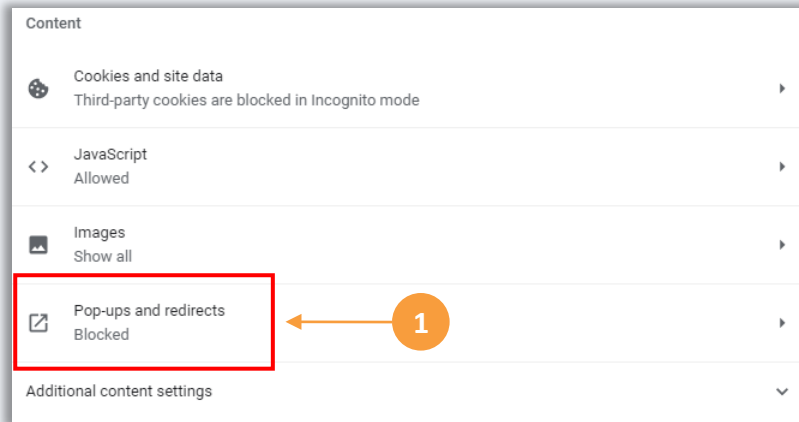 Content
Cookies and site data
Third-party cookies are blocked in Incognito mode
JavaScript
Allowed
Images
Show all
Pop-ups and redirects
Blocked
1
Additional content settings